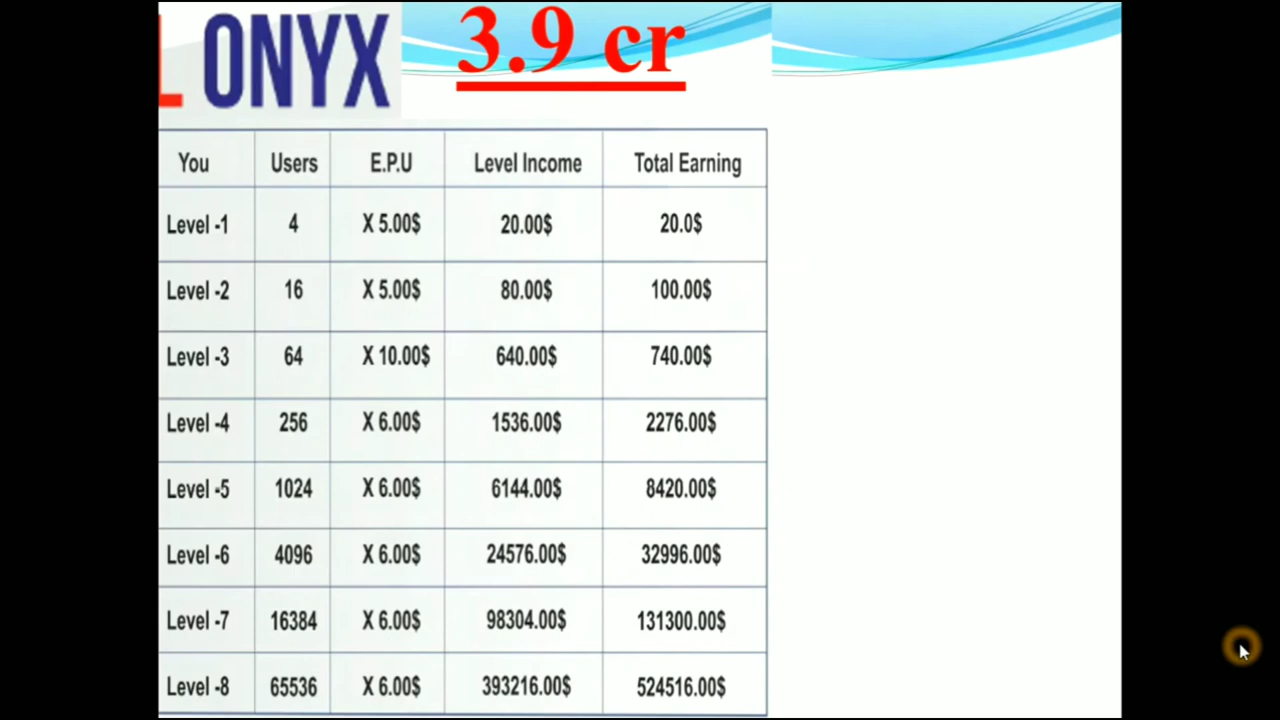 L ONYX
3.9 cr
You Users E.P.U Level Income Total Earning
Level -1 4 X 5.00$ 20.00$ 20.0$
Level -2 16 X 5.00$ 80.00$ 100.00$
Level -3 64 X 10.00$ 640.00$ 740.00$
Level -4 256 X 6.00$ 1536.00$ 2276.00$
Level -5 1024 X 6.00$ 6144.00$ 8420.00$
Level -6 4096 X 6.00$ 24576.00$ 32996.00$
Level -7 16384 X 6.00$ 98304.00$ 131300.00$
Level -8 65536 X 6.00$ 393216.00$ 524516.00$